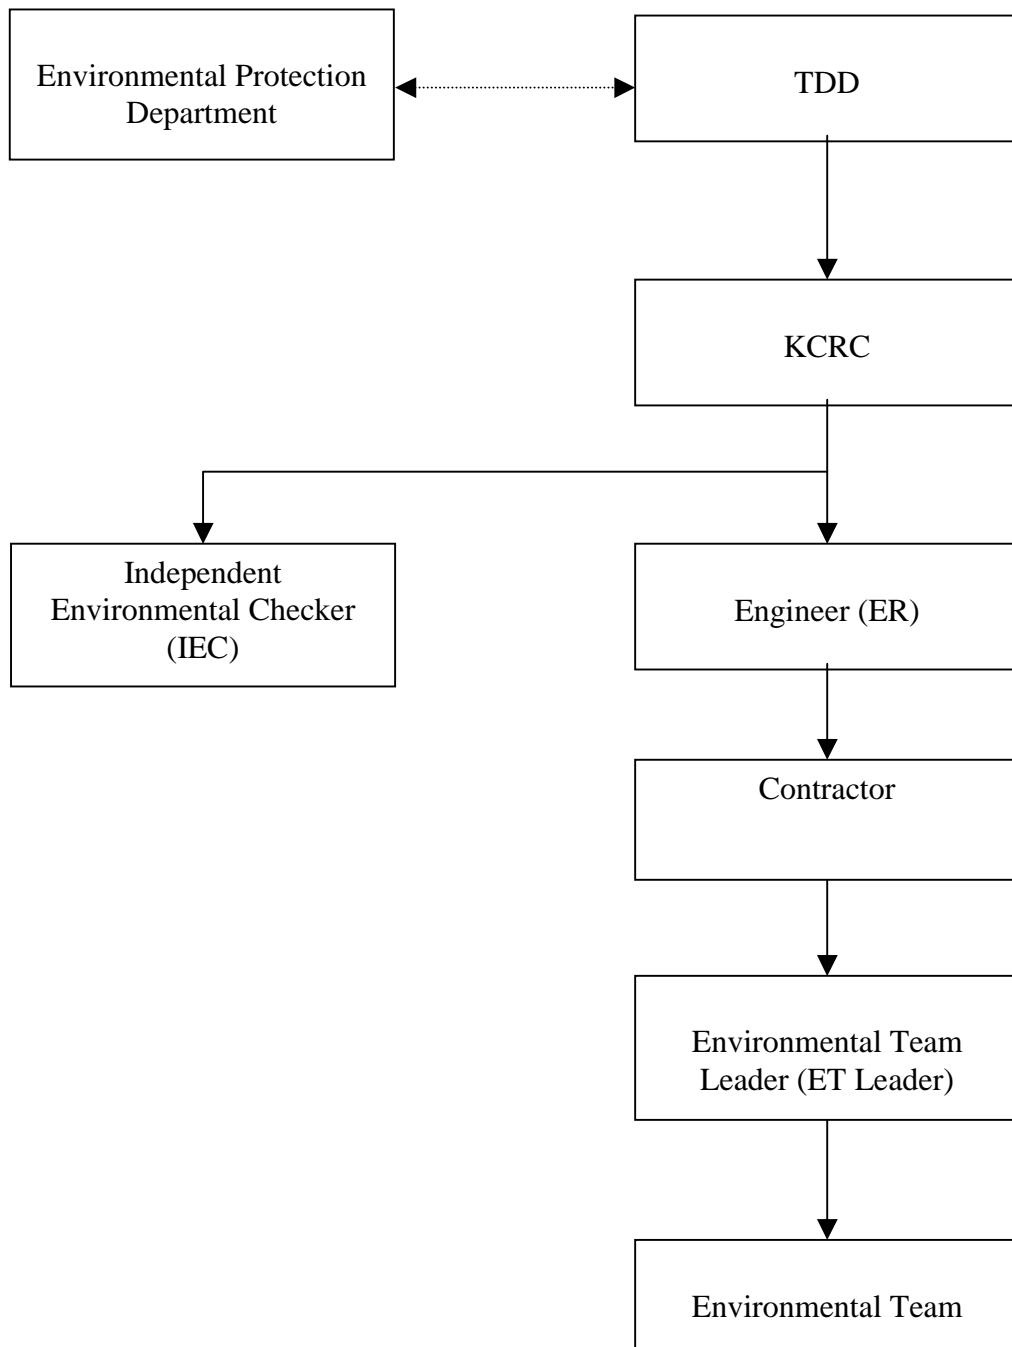 Environmental Protection
Department
TDD
KCRC
Independent
Environmental Checker
(IEC)
Engineer (ER)
Contractor
Environmental Team
Leader (ET Leader)
Environmental Team